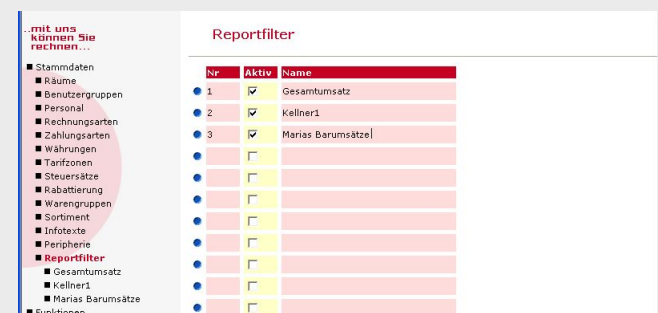 ..mit uns
können Sie
rechnen...
Stammdaten
Räume
Benutzergruppen
Personal
Rechnungsarten
Zahlungsarten
Währungen
Tarifzonen
Steuersätze
Rabattierung
Warengruppen
Sortiment
Infotexte
Peripherie
Reportfilter
Gesamtumsatz
Kellner1
Marias Barumsätze
Funktionen
Reportfilter
Nr Aktiv Name
1 Gesamtumsatz
2 Kellner1
3 Marias Barumsätze